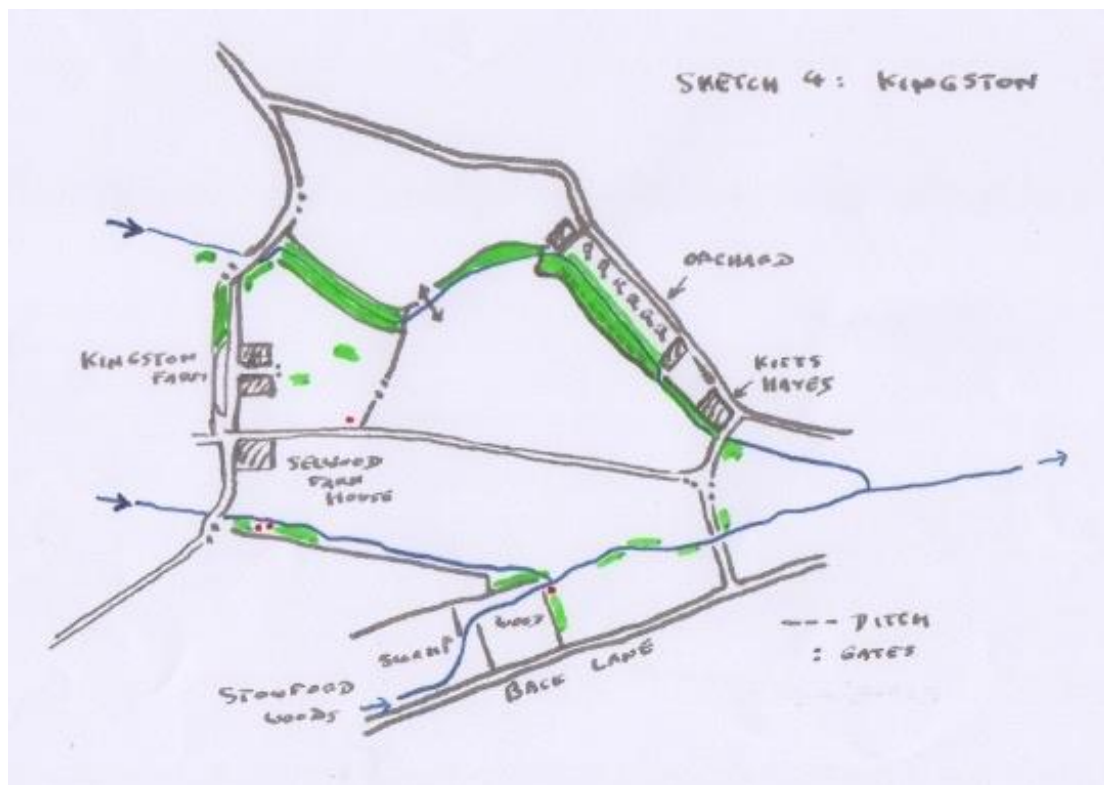 SKETCH 4: KINGSTON
ORCHARD
KITTS
HAYES
KINGSTON
FARM
SELWOOD
FARM
HOUSE
SWAMP
WOOD
BACK LANE
STOWFORD
WOODS
---- DITCH
: GATES